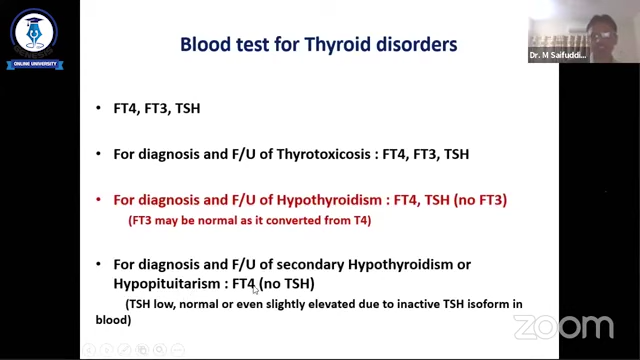 ONLINE UNIVERSITY
Blood test for Thyroid disorders
Dr. M Saifuddi...
• FT4, FT3, TSH
• For diagnosis and F/U of Thyrotoxicosis : FT4, FT3, TSH
• For diagnosis and F/U of Hypothyroidism : FT4, TSH (no FT3)
(FT3 may be normal as it converted from T4)
• For diagnosis and F/U of secondary Hypothyroidism or
Hypopituitarism : FT4 (no TSH)
(TSH low, normal or even slightly elevated due to inactive TSH isoform in
blood)
zoom